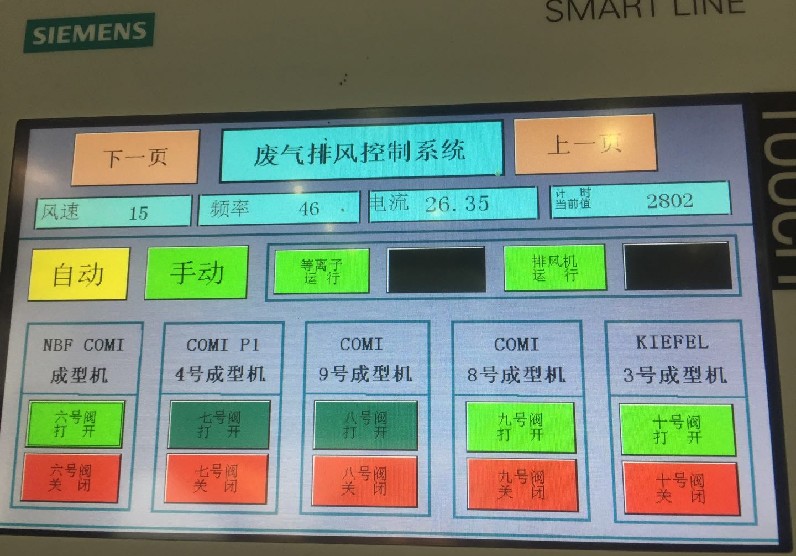 SIEMENS
SMART LINE
TOUCH
下一页
废气排风控制系统
上一页
风速 15
频率 46
电流 26.35
计时
当前值
2802
自动
手动
等离子
运行
排风机
运行
NBF COMI
成型机
COMI P1
4号成型机
COMI
9号成型机
COMI
8号成型机
KIEFEL
3号成型机
六号阀
打开
七号阀
打开
八号阀
打开
九号阀
打开
十号阀
打开
六号阀
关闭
七号阀
关闭
八号阀
关闭
九号阀
关闭
十号阀
关闭